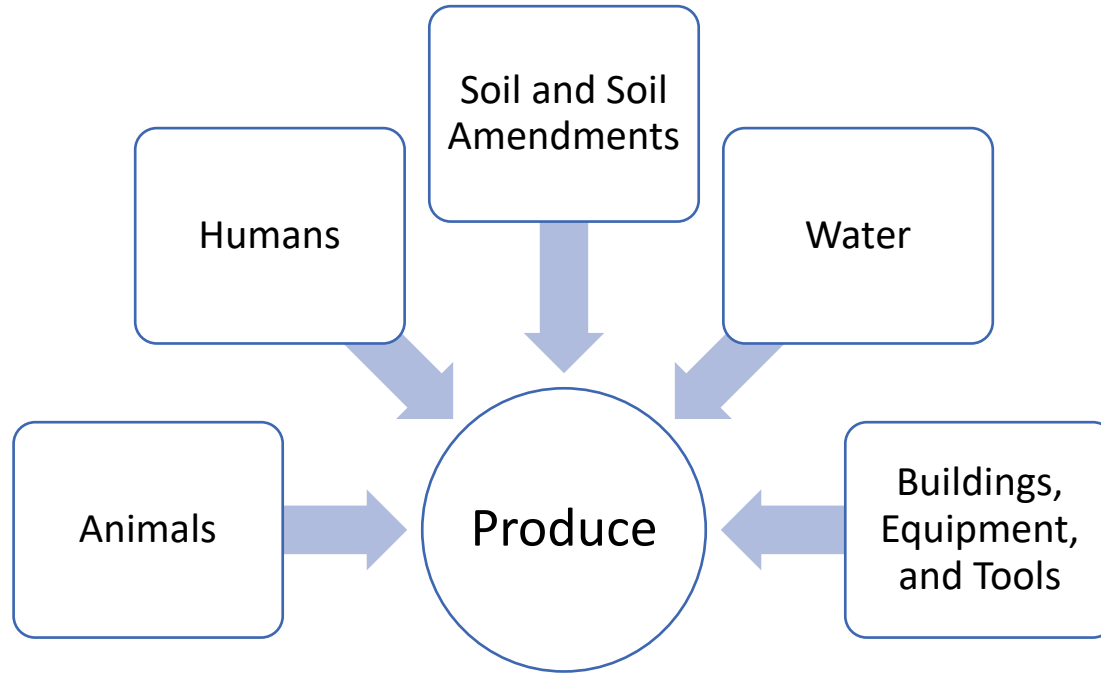 Soil and Soil
Amendments
Humans
Water
Animals
Produce
Buildings,
Equipment,
and Tools